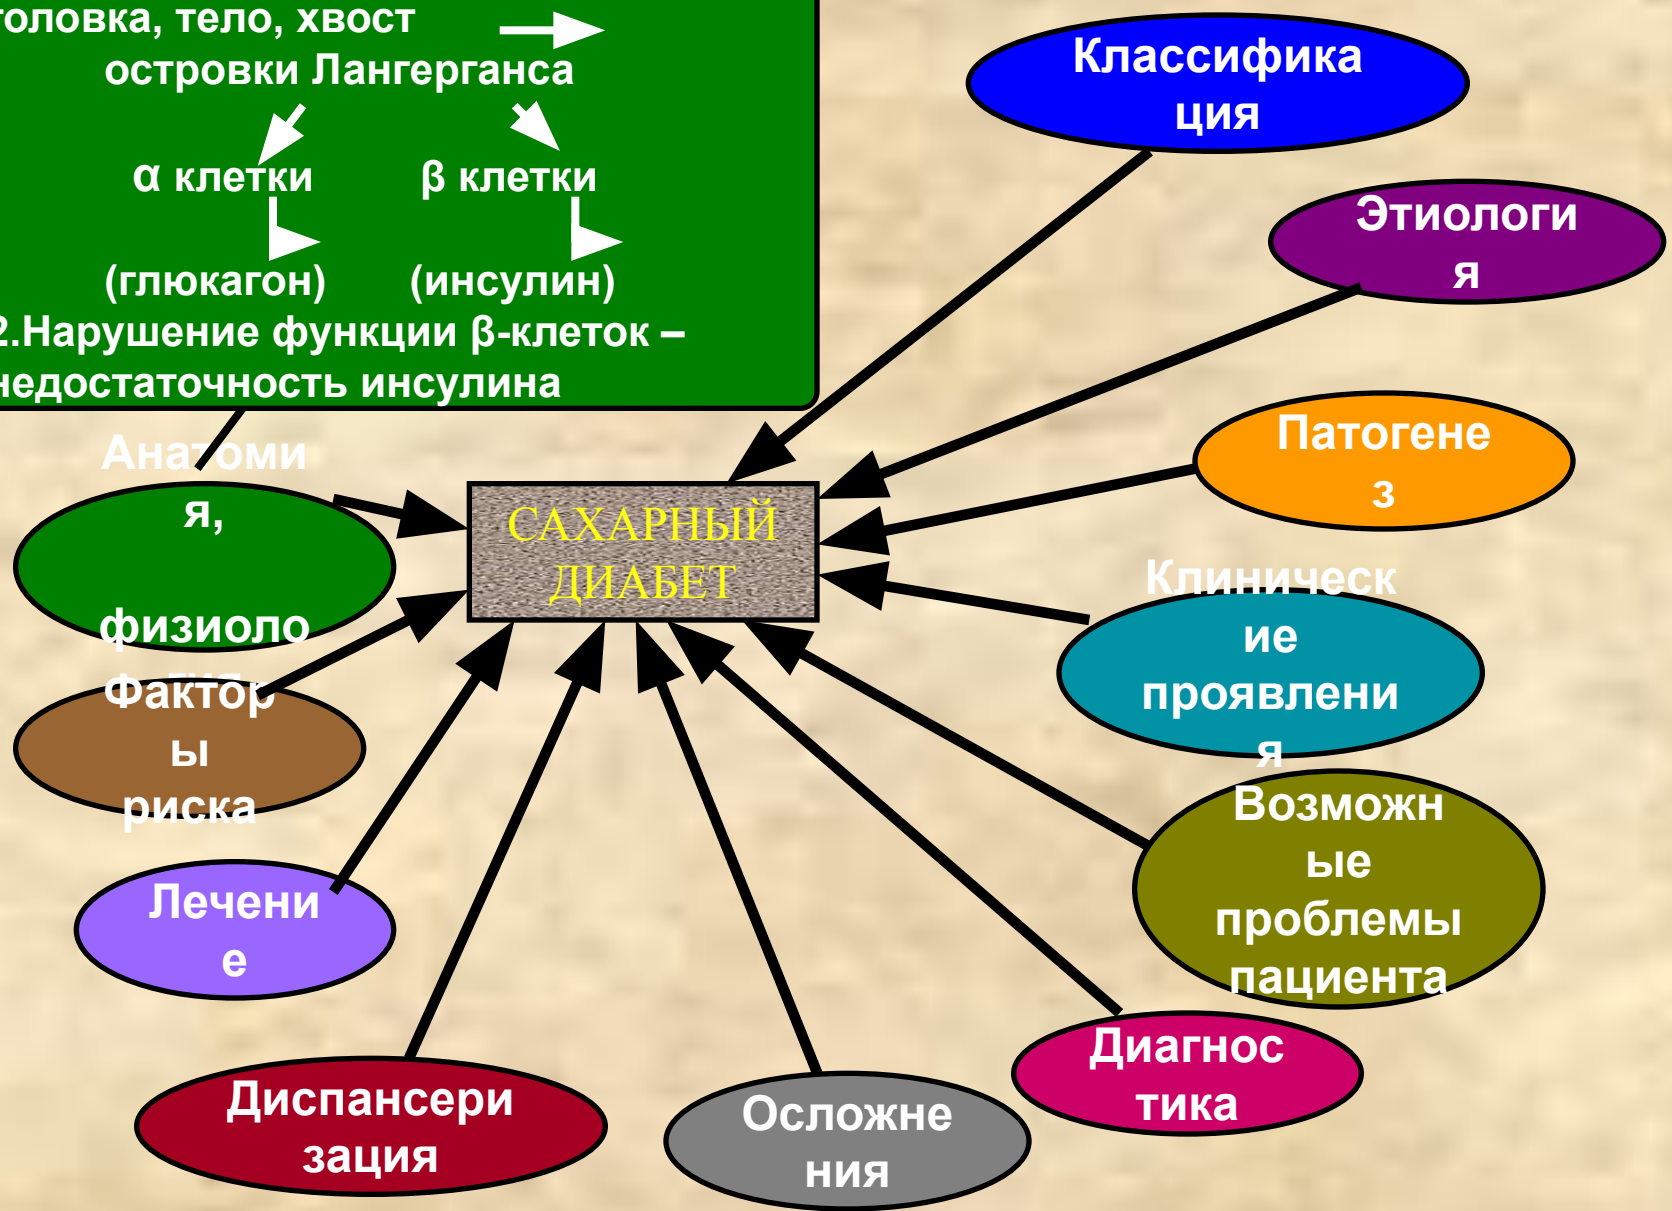 головка, тело, хвост
островки Лангерганса
α клетки β клетки
(глюкагон) (инсулин)
2.Нарушение функции β-клеток –
недостаточность инсулина
Классифика
ция
Этиологи
я
Патогене
з
Клиническ
ие
проявлени
я
Возможн
ые
проблемы
пациента
Диагнос
тика
Осложне
ния
Диспансери
зация
Лечени
е
Фактор
ы
риска
Анатоми
я,
физиоло
САХАРНЫЙ
ДИАБЕТ